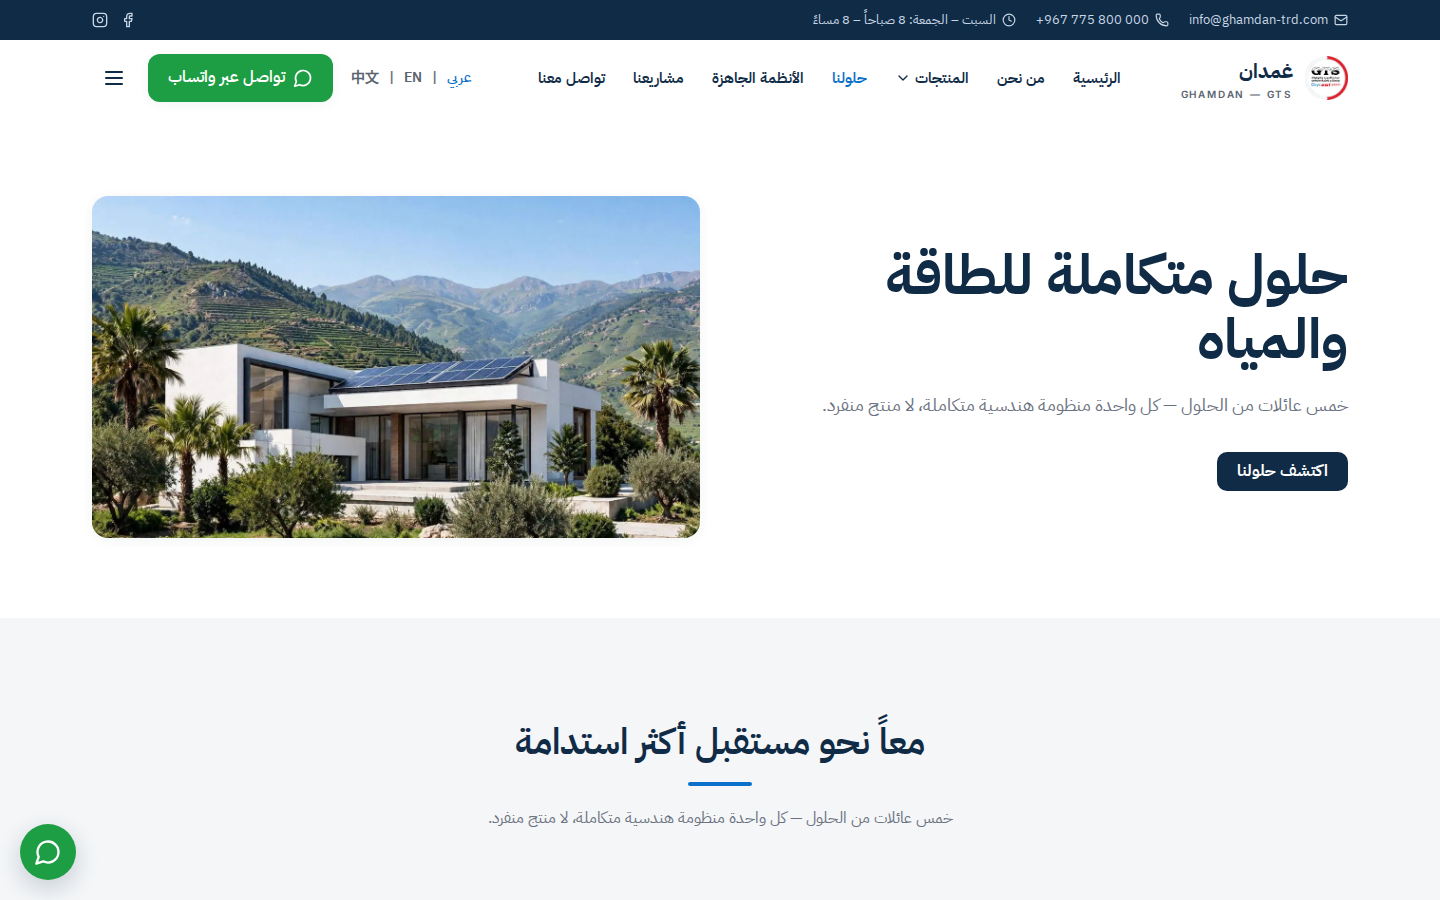 info@ghamdan-trd.com
+967 775 800 000
السبت – الجمعة: 8 صباحاً – 8 مساءً
GTS
غمدان
GHAMDAN — GTS
الرئيسية
من نحن
المنتجات
حلولنا
الأنظمة الجاهزة
مشاريعنا
تواصل معنا
عربي | EN | 中文
تواصل عبر واتساب
حلول متكاملة للطاقة
والمياه
خمس عائلات من الحلول — كل واحدة منظومة هندسية متكاملة، لا منتج منفرد.
اكتشف حلولنا
معاً نحو مستقبل أكثر استدامة
خمس عائلات من الحلول — كل واحدة منظومة هندسية متكاملة، لا منتج منفرد.